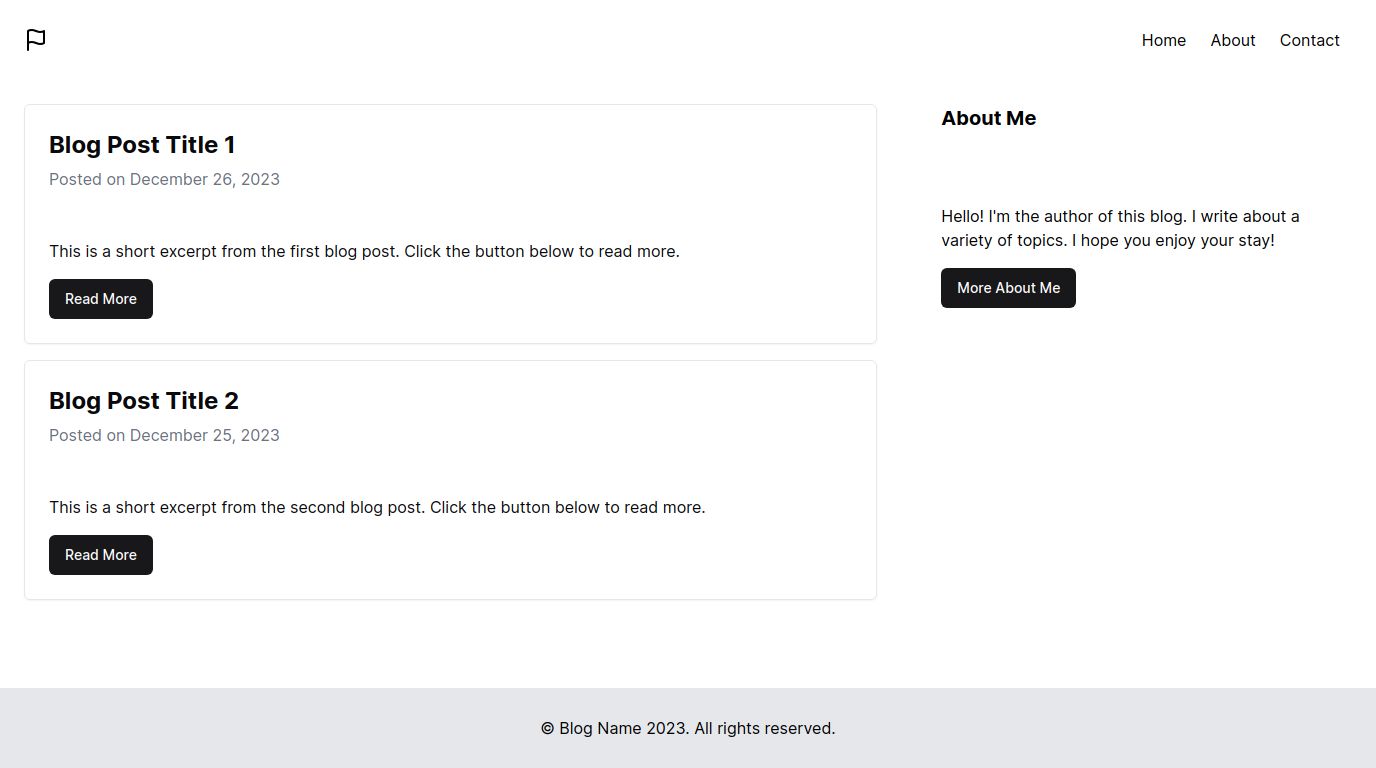 Home About Contact
Blog Post Title 1
Posted on December 26, 2023
This is a short excerpt from the first blog post. Click the button below to read more.
Read More
Blog Post Title 2
Posted on December 25, 2023
This is a short excerpt from the second blog post. Click the button below to read more.
Read More
About Me
Hello! I'm the author of this blog. I write about a
variety of topics. I hope you enjoy your stay!
More About Me
© Blog Name 2023. All rights reserved.